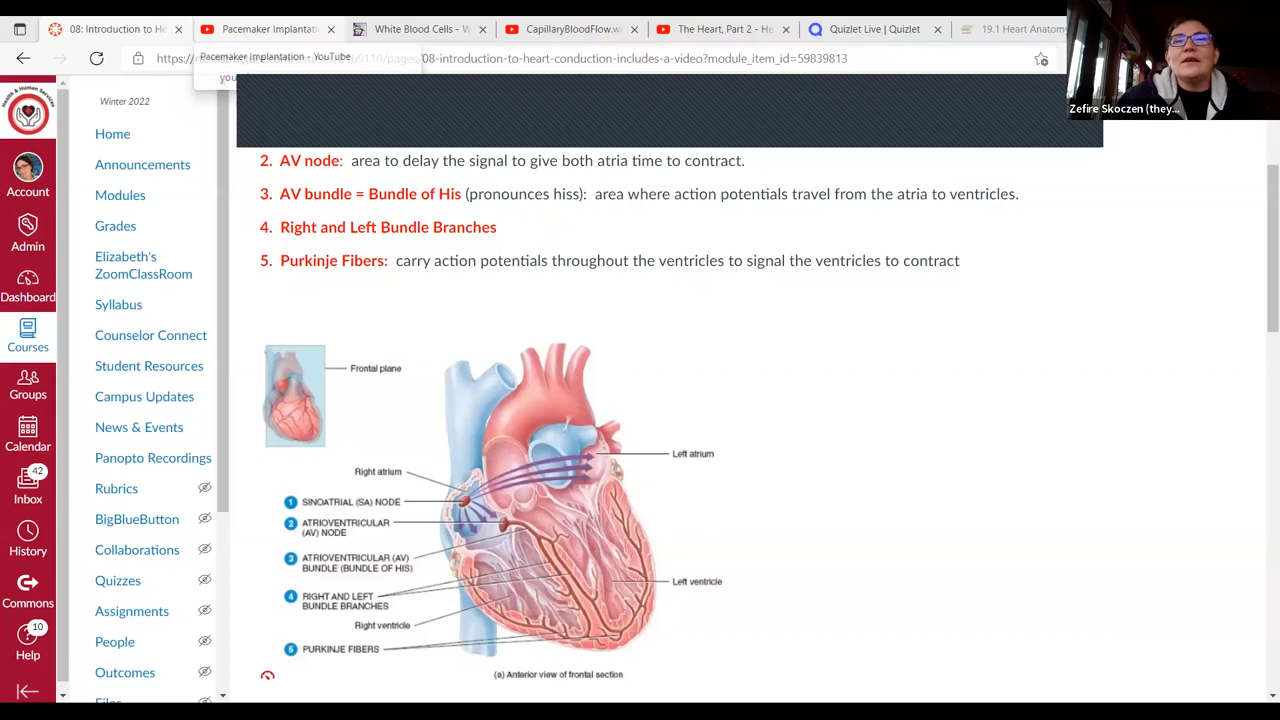 08: Introduction to He
Pacemaker Implantati
White Blood Cells - W
CapillaryBloodFlow.w
The Heart, Part 2 - He
Quizlet Live | Quizlet
19.1 Heart Anatom
https://
Pacemaker Implantation - YouTube
/pages/08-introduction-to-heart-conduction-includes-a-video?module_item_id=59839813
you
Zefire Skoczen (they...
Health & Human Services
Account
Admin
Dashboard
Courses
Groups
Calendar
42
Inbox
History
Commons
10
Help
Winter 2022
Home
Announcements
Modules
Grades
Elizabeth's
ZoomClassRoom
Syllabus
Counselor Connect
Student Resources
Campus Updates
News & Events
Panopto Recordings
Rubrics
BigBlueButton
Collaborations
Quizzes
Assignments
People
Outcomes
Files
2. AV node: area to delay the signal to give both atria time to contract.
3. AV bundle = Bundle of His (pronounces hiss): area where action potentials travel from the atria to ventricles.
4. Right and Left Bundle Branches
5. Purkinje Fibers: carry action potentials throughout the ventricles to signal the ventricles to contract
Frontal plane
Left atrium
Right atrium
1 SINOATRIAL (SA) NODE
2 ATRIOVENTRICULAR
(AV) NODE
3 ATRIOVENTRICULAR (AV)
BUNDLE (BUNDLE OF HIS)
Left ventricle
4 RIGHT AND LEFT
BUNDLE BRANCHES
Right ventricle
5 PURKINJE FIBERS
(a) Anterior view of frontal section